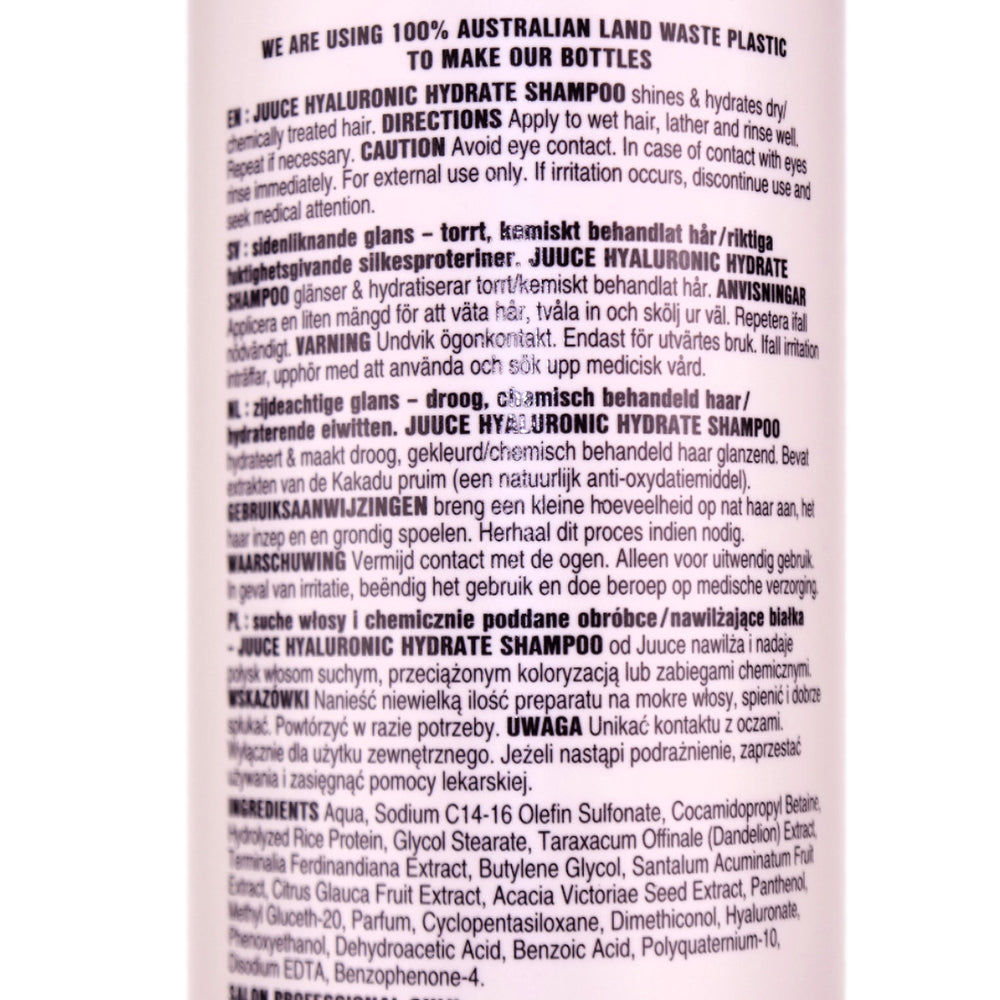 WE ARE USING 100% AUSTRALIAN LAND WASTE PLASTIC
TO MAKE OUR BOTTLES
EN : JUUCE HYALURONIC HYDRATE SHAMPOO shines & hydrates dry/
chemically treated hair. DIRECTIONS Apply to wet hair, lather and rinse well.
Repeat if necessary. CAUTION Avoid eye contact. In case of contact with eyes
rinse immediately. For external use only. If irritation occurs, discontinue use and
seek medical attention.
SV : sidenliknande glans – torrt, kemiskt behandlat hår/riktiga
fuktighetsgivande silkesproteriner. JUUCE HYALURONIC HYDRATE
SHAMPOO glänser & hydratiserar torrt/kemiskt behandlat hår. ANVISNINGAR
Applicera en liten mängd för att väta hår, tvåla in och skölj ur väl. Repetera ifall
nödvändigt. VARNING Undvik ögonkontakt. Endast för utvärtes bruk. Ifall irritation
inträffar, upphör med att använda och sök upp medicisk vård.
NL : zijdeachtige glans – droog, chamisch behandeld haar/
hydraterende eiwitten. JUUCE HYALURONIC HYDRATE SHAMPOO
hydrateert & maakt droog, gekleurd/chemisch behandeld haar glanzend. Bevat
extrakten van de Kakadu pruim (een natuurlijk anti-oxydatiemiddel).
GEBRUIKSAANWIJZINGEN breng een kleine hoeveelheid op nat haar aan, het
haar inzep en en grondig spoelen. Herhaal dit proces indien nodig.
WAARSCHUWING Vermijd contact met de ogen. Alleen voor uitwendig gebruik.
In geval van irritatie, beëndig het gebruik en doe beroep op medische verzorging.
PL : suche włosy i chemicznie poddane obróbce/nawilżające białka
- JUUCE HYALURONIC HYDRATE SHAMPOO od Juuce nawilża i nadaje
połysk włosom suchym, przeciążonym koloryzacją lub zabiegami chemicznymi.
WSKAZÓWKI Nanieść niewielką ilość preparatu na mokre włosy, spienić i dobrze
spłukać. Powtórzyć w razie potrzeby. UWAGA Unikać kontaktu z oczami.
Wyłącznie dla użytku zewnętrznego. Jeżeli nastąpi podrażnienie, zaprzestać
używania i zasięgnąć pomocy lekarskiej.
INGREDIENTS Aqua, Sodium C14-16 Olefin Sulfonate, Cocamidopropyl Betaine,
Hydrolyzed Rice Protein, Glycol Stearate, Taraxacum Offinale (Dandelion) Extract,
Terminalia Ferdinandiana Extract, Butylene Glycol, Santalum Acuminatum Fruit
Extract, Citrus Glauca Fruit Extract, Acacia Victoriae Seed Extract, Panthenol,
Methyl Gluceth-20, Parfum, Cyclopentasiloxane, Dimethiconol, Hyaluronate,
Phenoxyethanol, Dehydroacetic Acid, Benzoic Acid, Polyquaternium-10,
Disodium EDTA, Benzophenone-4.
SALON PROFESSIONAL